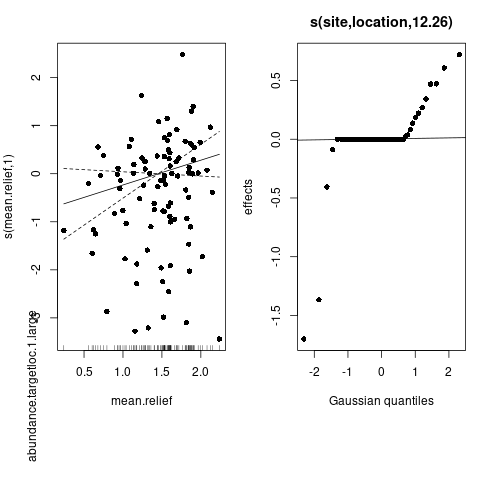 s(site,location,12.26)
s(mean.relief,1)
2
1
0
-1
-2
-3
0.5 1.0 1.5 2.0
mean.relief
abundance.targetloc.1.large
effects
0.5
0.0
-0.5
-1.0
-1.5
-2 -1 0 1 2
Gaussian quantiles